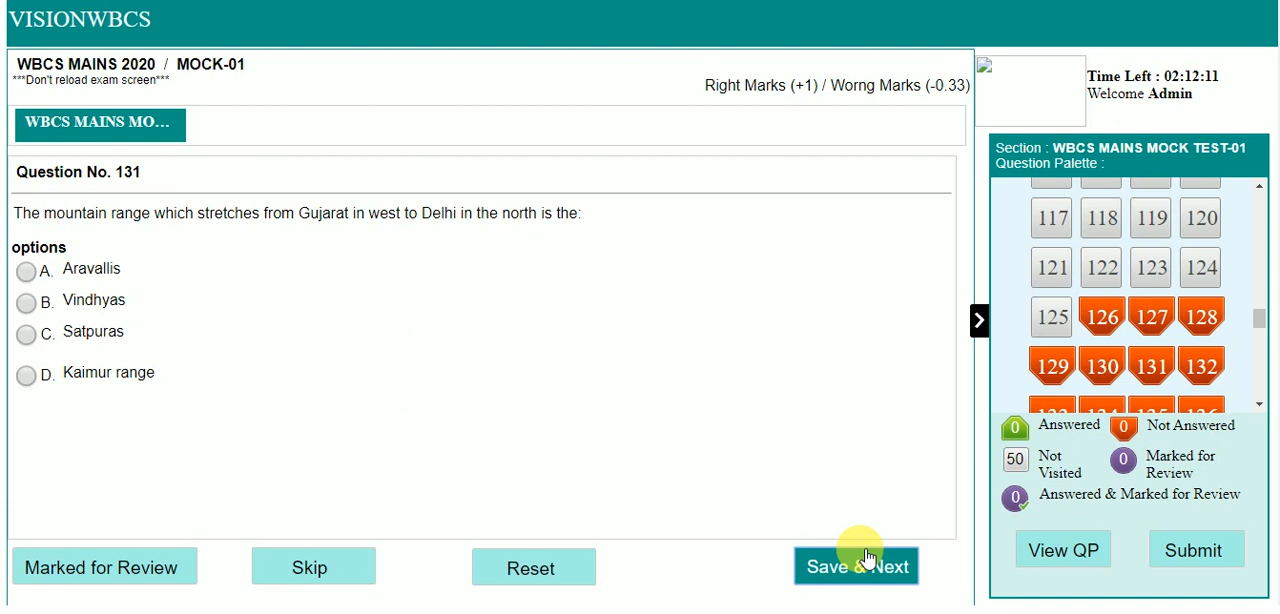 VISIONWBCS
WBCS MAINS 2020 / MOCK-01
***Don't reload exam screen***
Right Marks (+1) / Worng Marks (-0.33)
Time Left : 02:12:11
Welcome Admin
WBCS MAINS MO...
Section : WBCS MAINS MOCK TEST-01
Question Palette :
Question No. 131
The mountain range which stretches from Gujarat in west to Delhi in the north is the:
options
A. Aravallis
B. Vindhyas
C. Satpuras
D. Kaimur range
117 118 119 120
121 122 123 124
125 126 127 128
129 130 131 132
133 134 135 136
0 Answered 0 Not Answered
50 Not Visited 0 Marked for Review
0 Answered & Marked for Review
View QP Submit
Marked for Review Skip Reset Save & Next